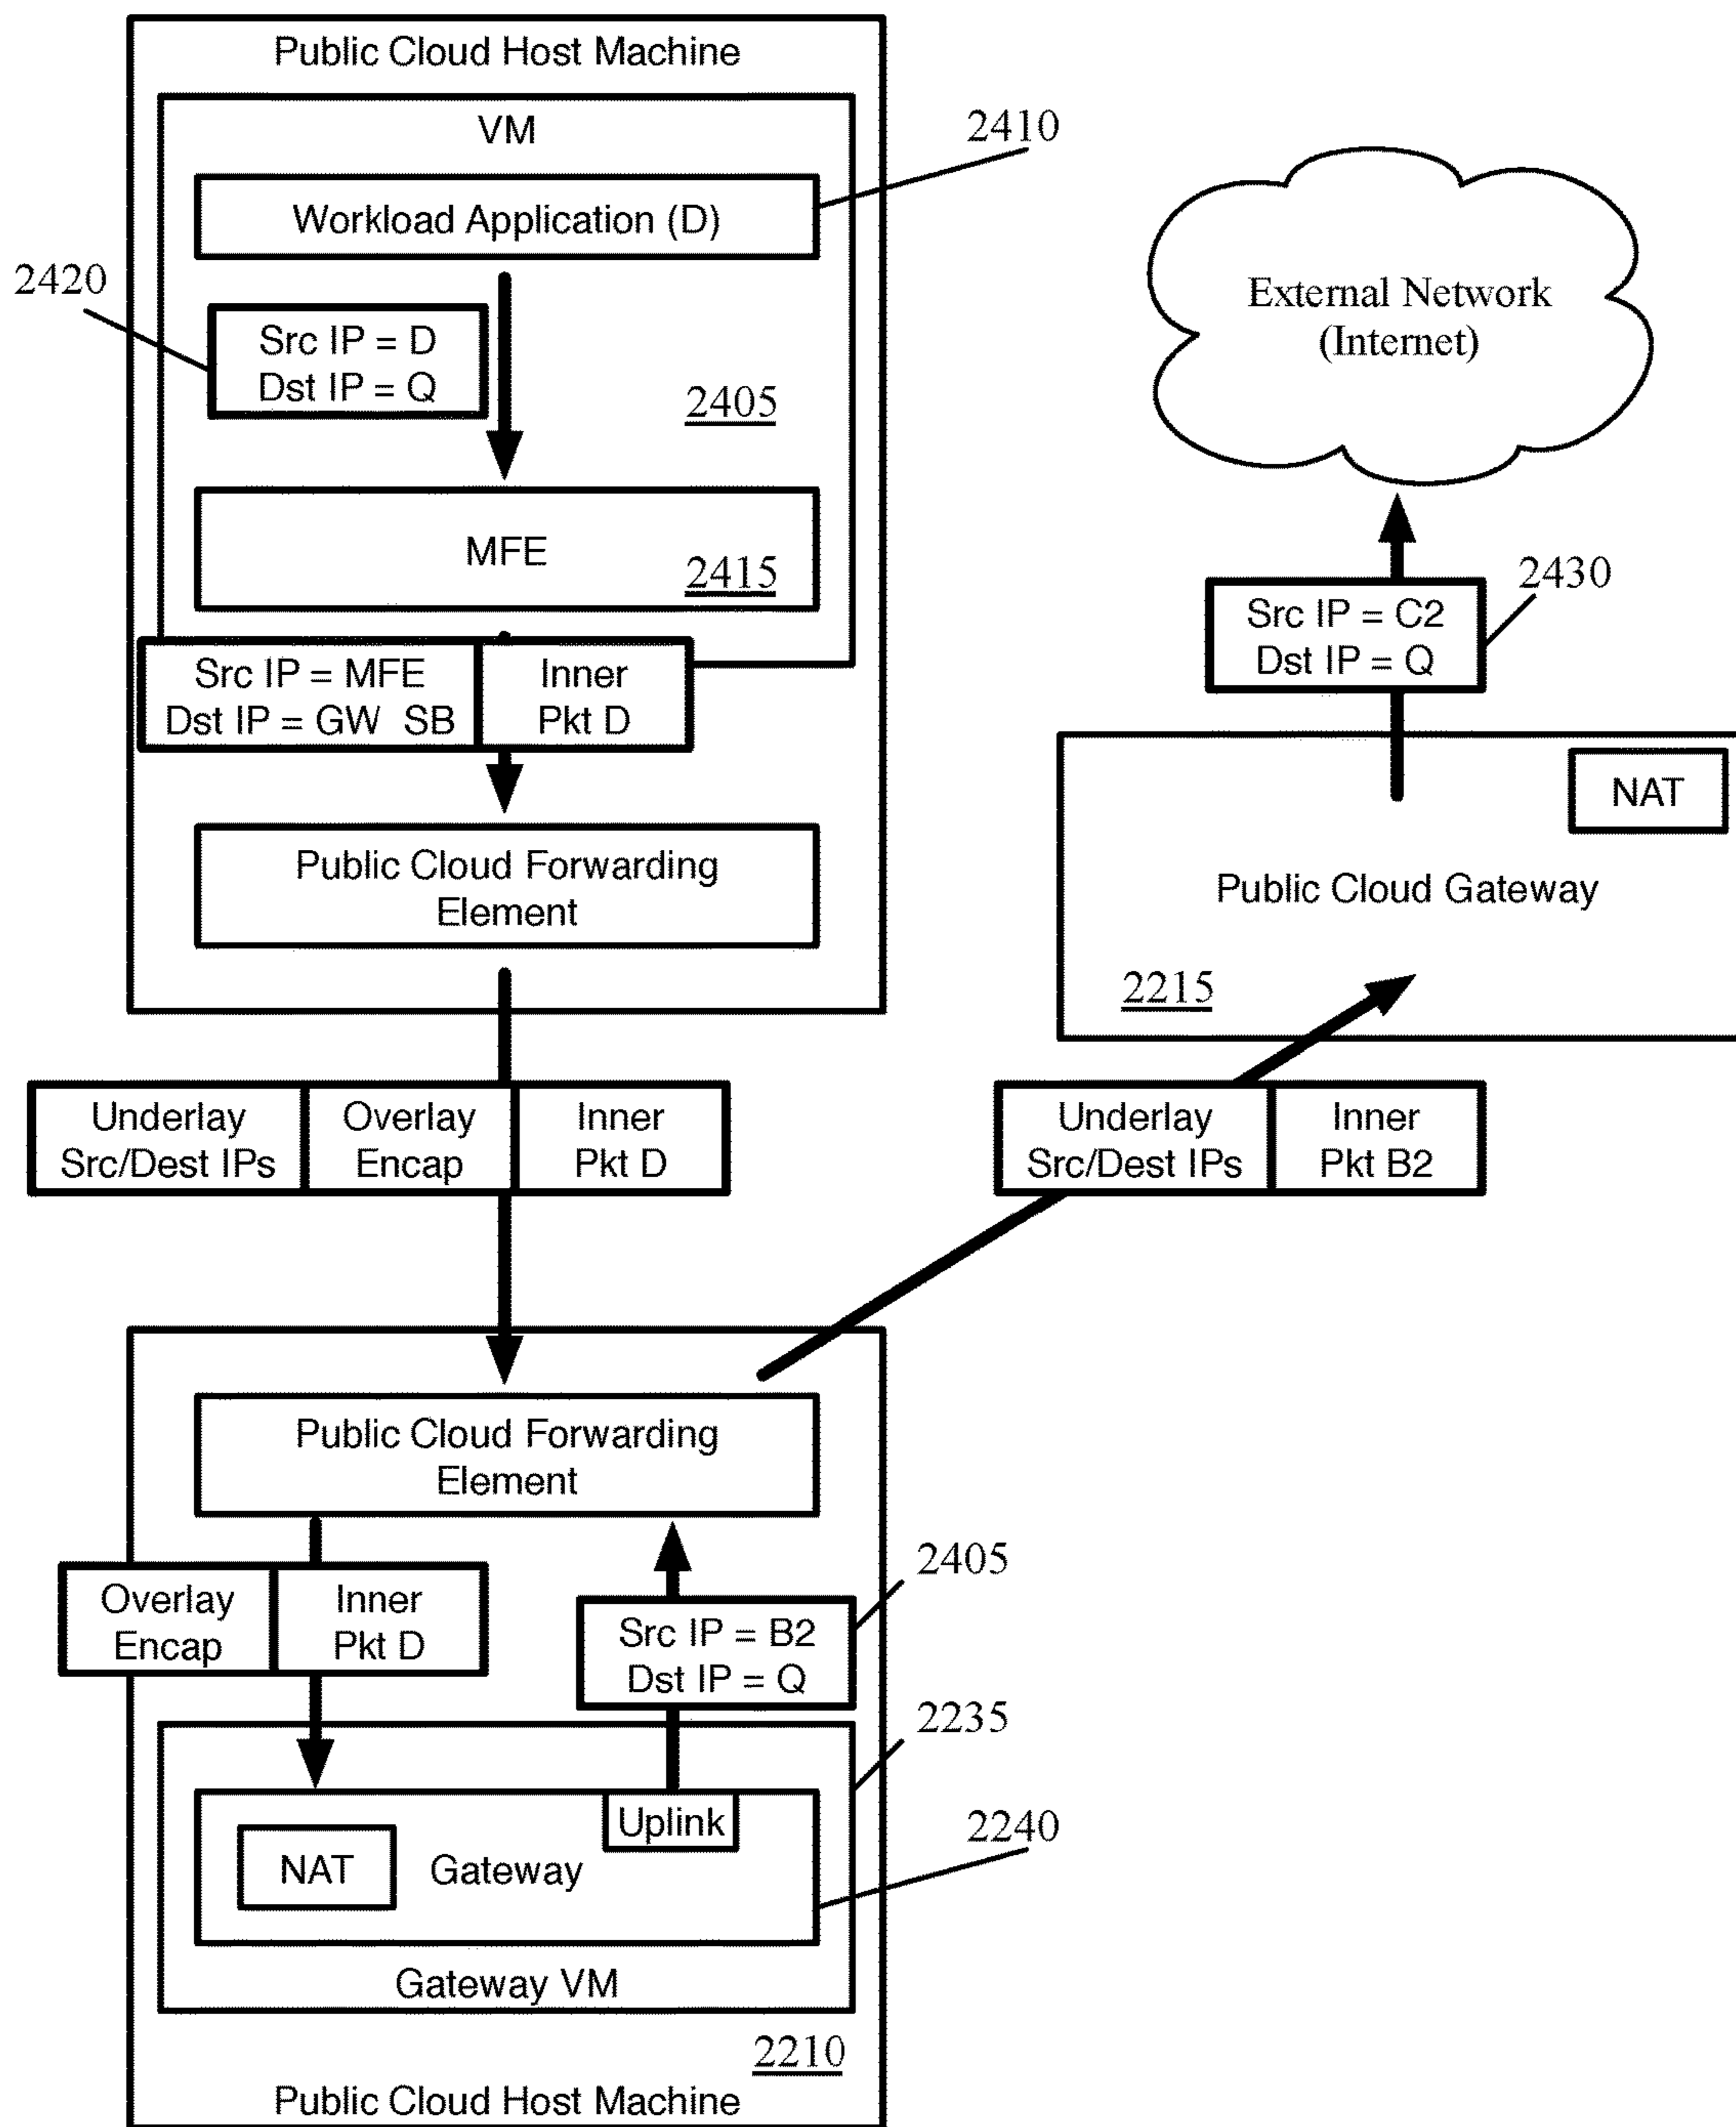 Public Cloud Host Machine
VM
2410
Workload Application (D)
2420
Src IP = D
Dst IP = Q
2405
MFE
2415
Src IP = MFE
Dst IP = GW SB
Inner
Pkt D
Public Cloud Forwarding
Element
External Network
(Internet)
2430
Src IP = C2
Dst IP = Q
NAT
Public Cloud Gateway
2215
Underlay
Src/Dest IPs
Overlay
Encap
Inner
Pkt D
Underlay
Src/Dest IPs
Inner
Pkt B2
Public Cloud Forwarding
Element
Overlay
Encap
Inner
Pkt D
2405
Src IP = B2
Dst IP = Q
2235
Uplink
2240
NAT
Gateway
Gateway VM
2210
Public Cloud Host Machine